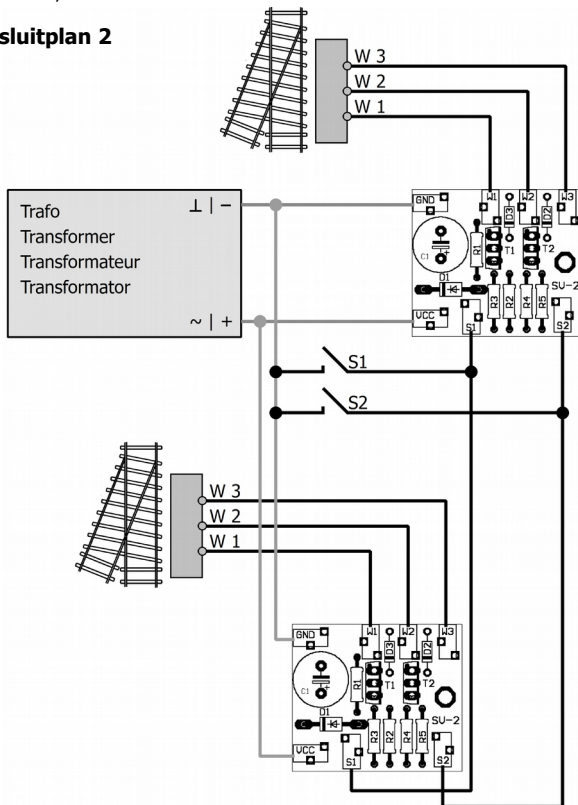 sluitplan 2
W 3
W 2
W 1
Trafo ⊥ | −
Transformer
Transformateur
Transformator
~ | +
GND W1 W2 W3
D3 D2
C1 + R1 T1 T2
D1 SV-2
R3 R2 R4 R5
VCC S1 S2
S1
S2
W 3
W 2
W 1
GND W1 W2 W3
D3 D2
C1 + R1 T1 T2
D1 SV-2
R3 R2 R4 R5
VCC S1 S2